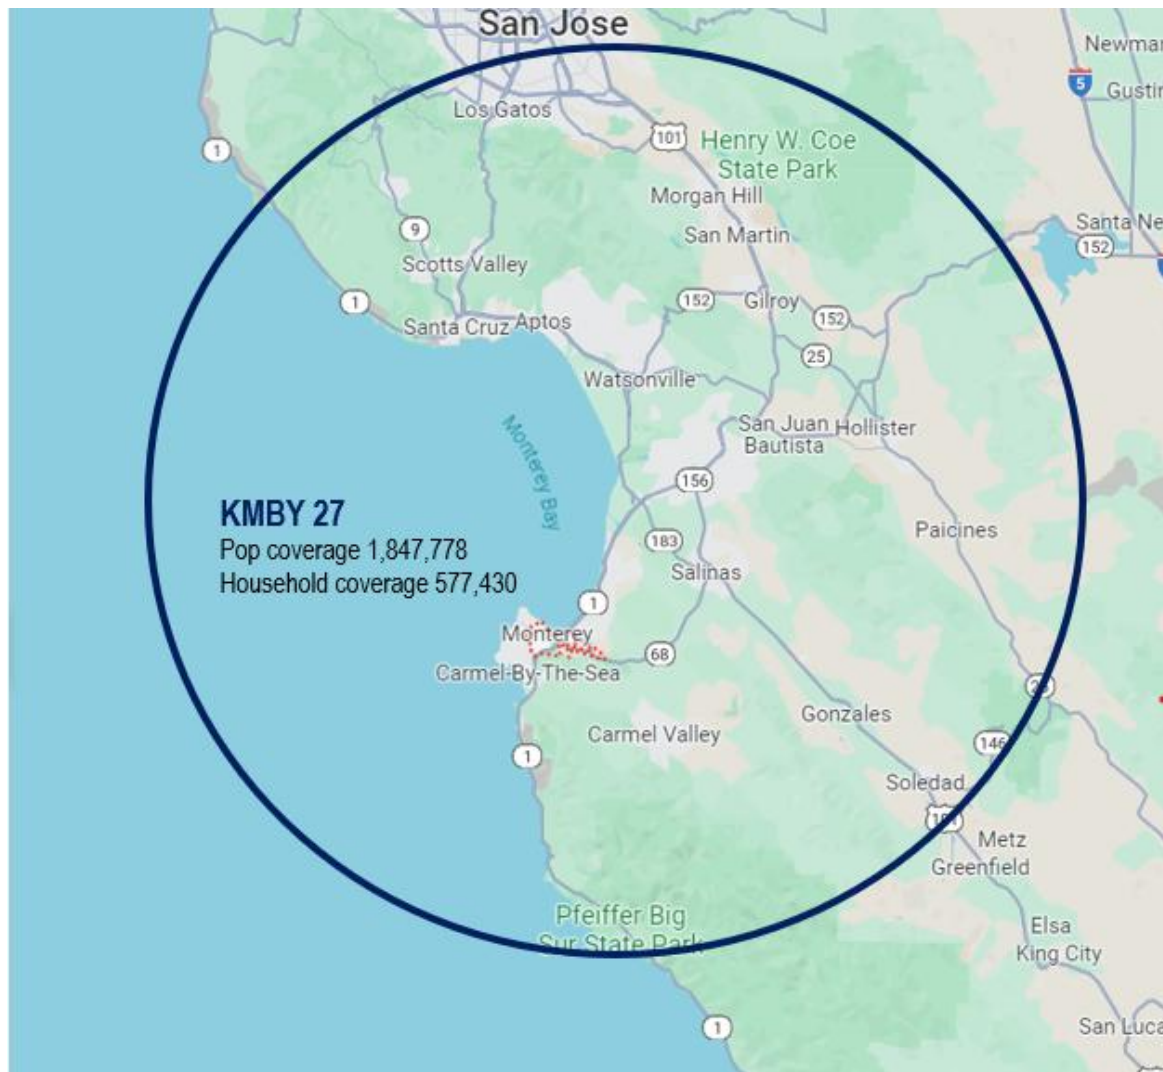 San Jose
Newma
5
Gustin
Los Gatos
101
Henry W. Coe
State Park
1
Morgan Hill
9
San Martin
Santa Ne
152
Scotts Valley
1
152
Gilroy
152
Santa Cruz
Aptos
25
Watsonville
San Juan
Bautista
Hollister
Monterey Bay
156
KMBY 27
Pop coverage 1,847,778
Household coverage 577,430
Paicines
183
Salinas
1
Monterey
68
Carmel-By-The-Sea
Gonzales
Carmel Valley
146
1
Soledad
101
Metz
Greenfield
Pfeiffer Big
Sur State Park
Elsa
King City
1
San Luca